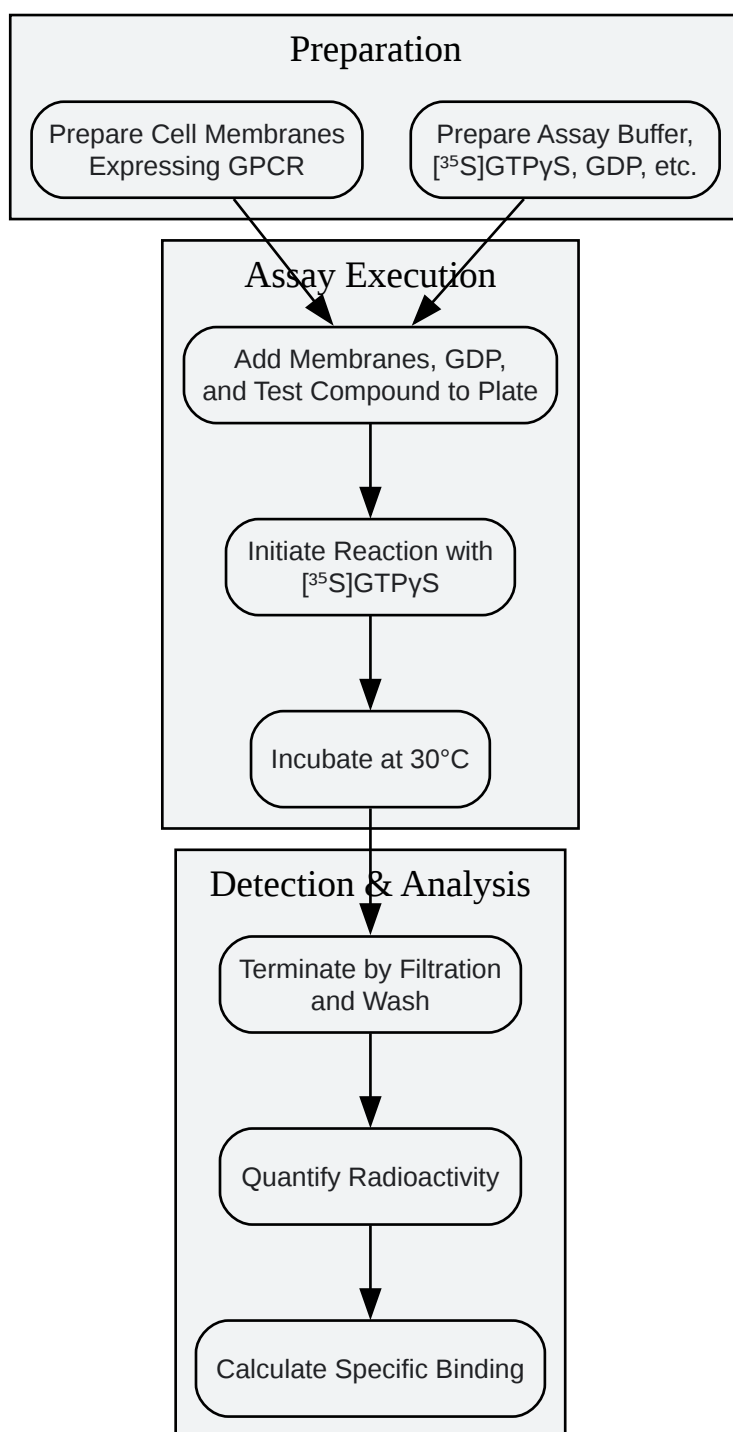 Preparation
Prepare Cell Membranes
Expressing GPCR
Prepare Assay Buffer,
[³⁵S]GTPγS, GDP, etc.
Assay Execution
Add Membranes, GDP,
and Test Compound to Plate
Initiate Reaction with
[³⁵S]GTPγS
Incubate at 30°C
Detection & Analysis
Terminate by Filtration
and Wash
Quantify Radioactivity
Calculate Specific Binding